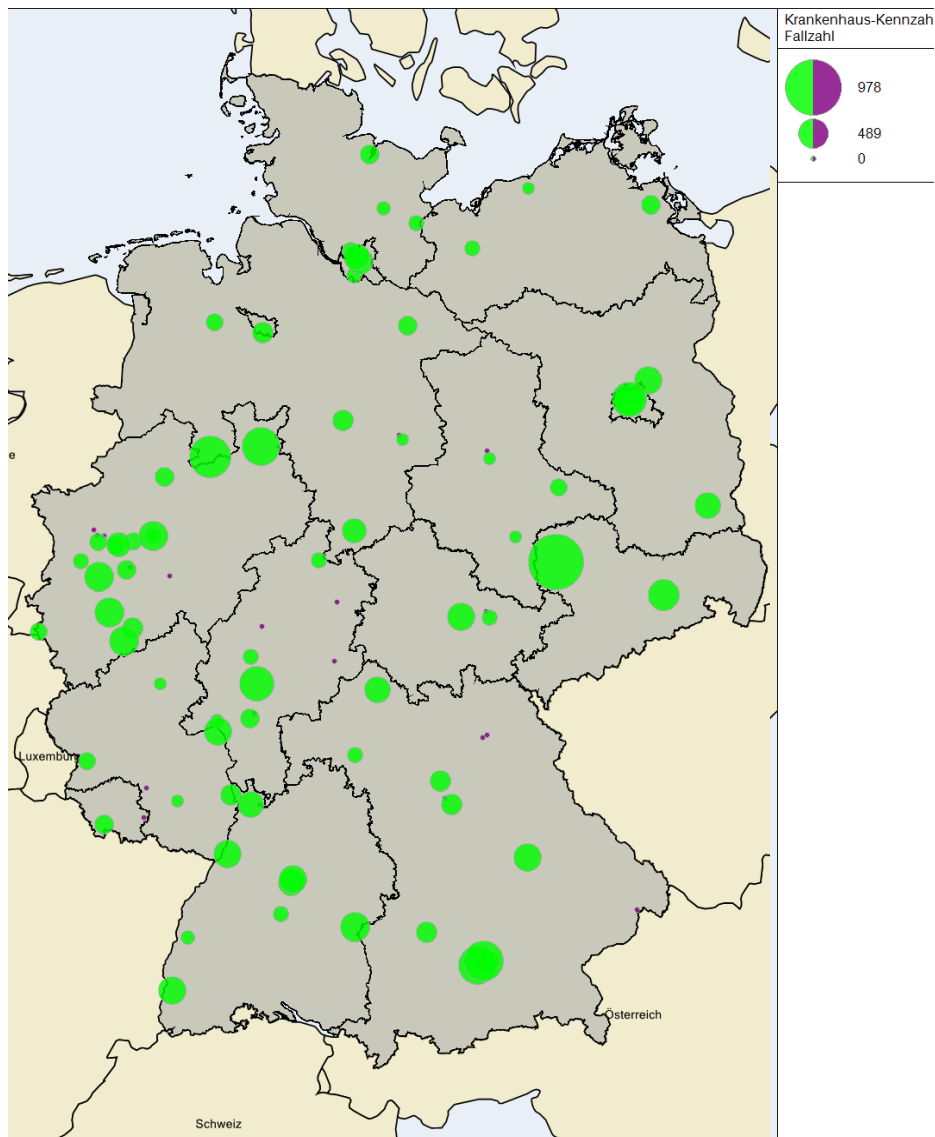 Krankenhaus-Kennzah
Fallzahl
978
489
0
e
Luxemburg
Österreich
Schweiz